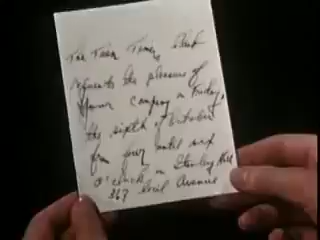 The Teen Timers Club
requests the pleasure of
your company on Friday,
the sixth of October
from four until six
o'clock in Stanley Hall
367 Avenue